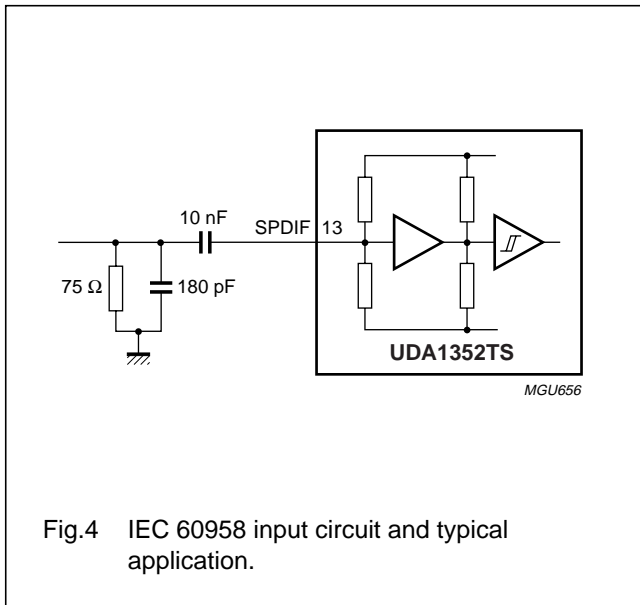 10 nF
SPDIF 13
75 Ω
180 pF
UDA1352TS
MGU656
Fig.4 IEC 60958 input circuit and typical
application.